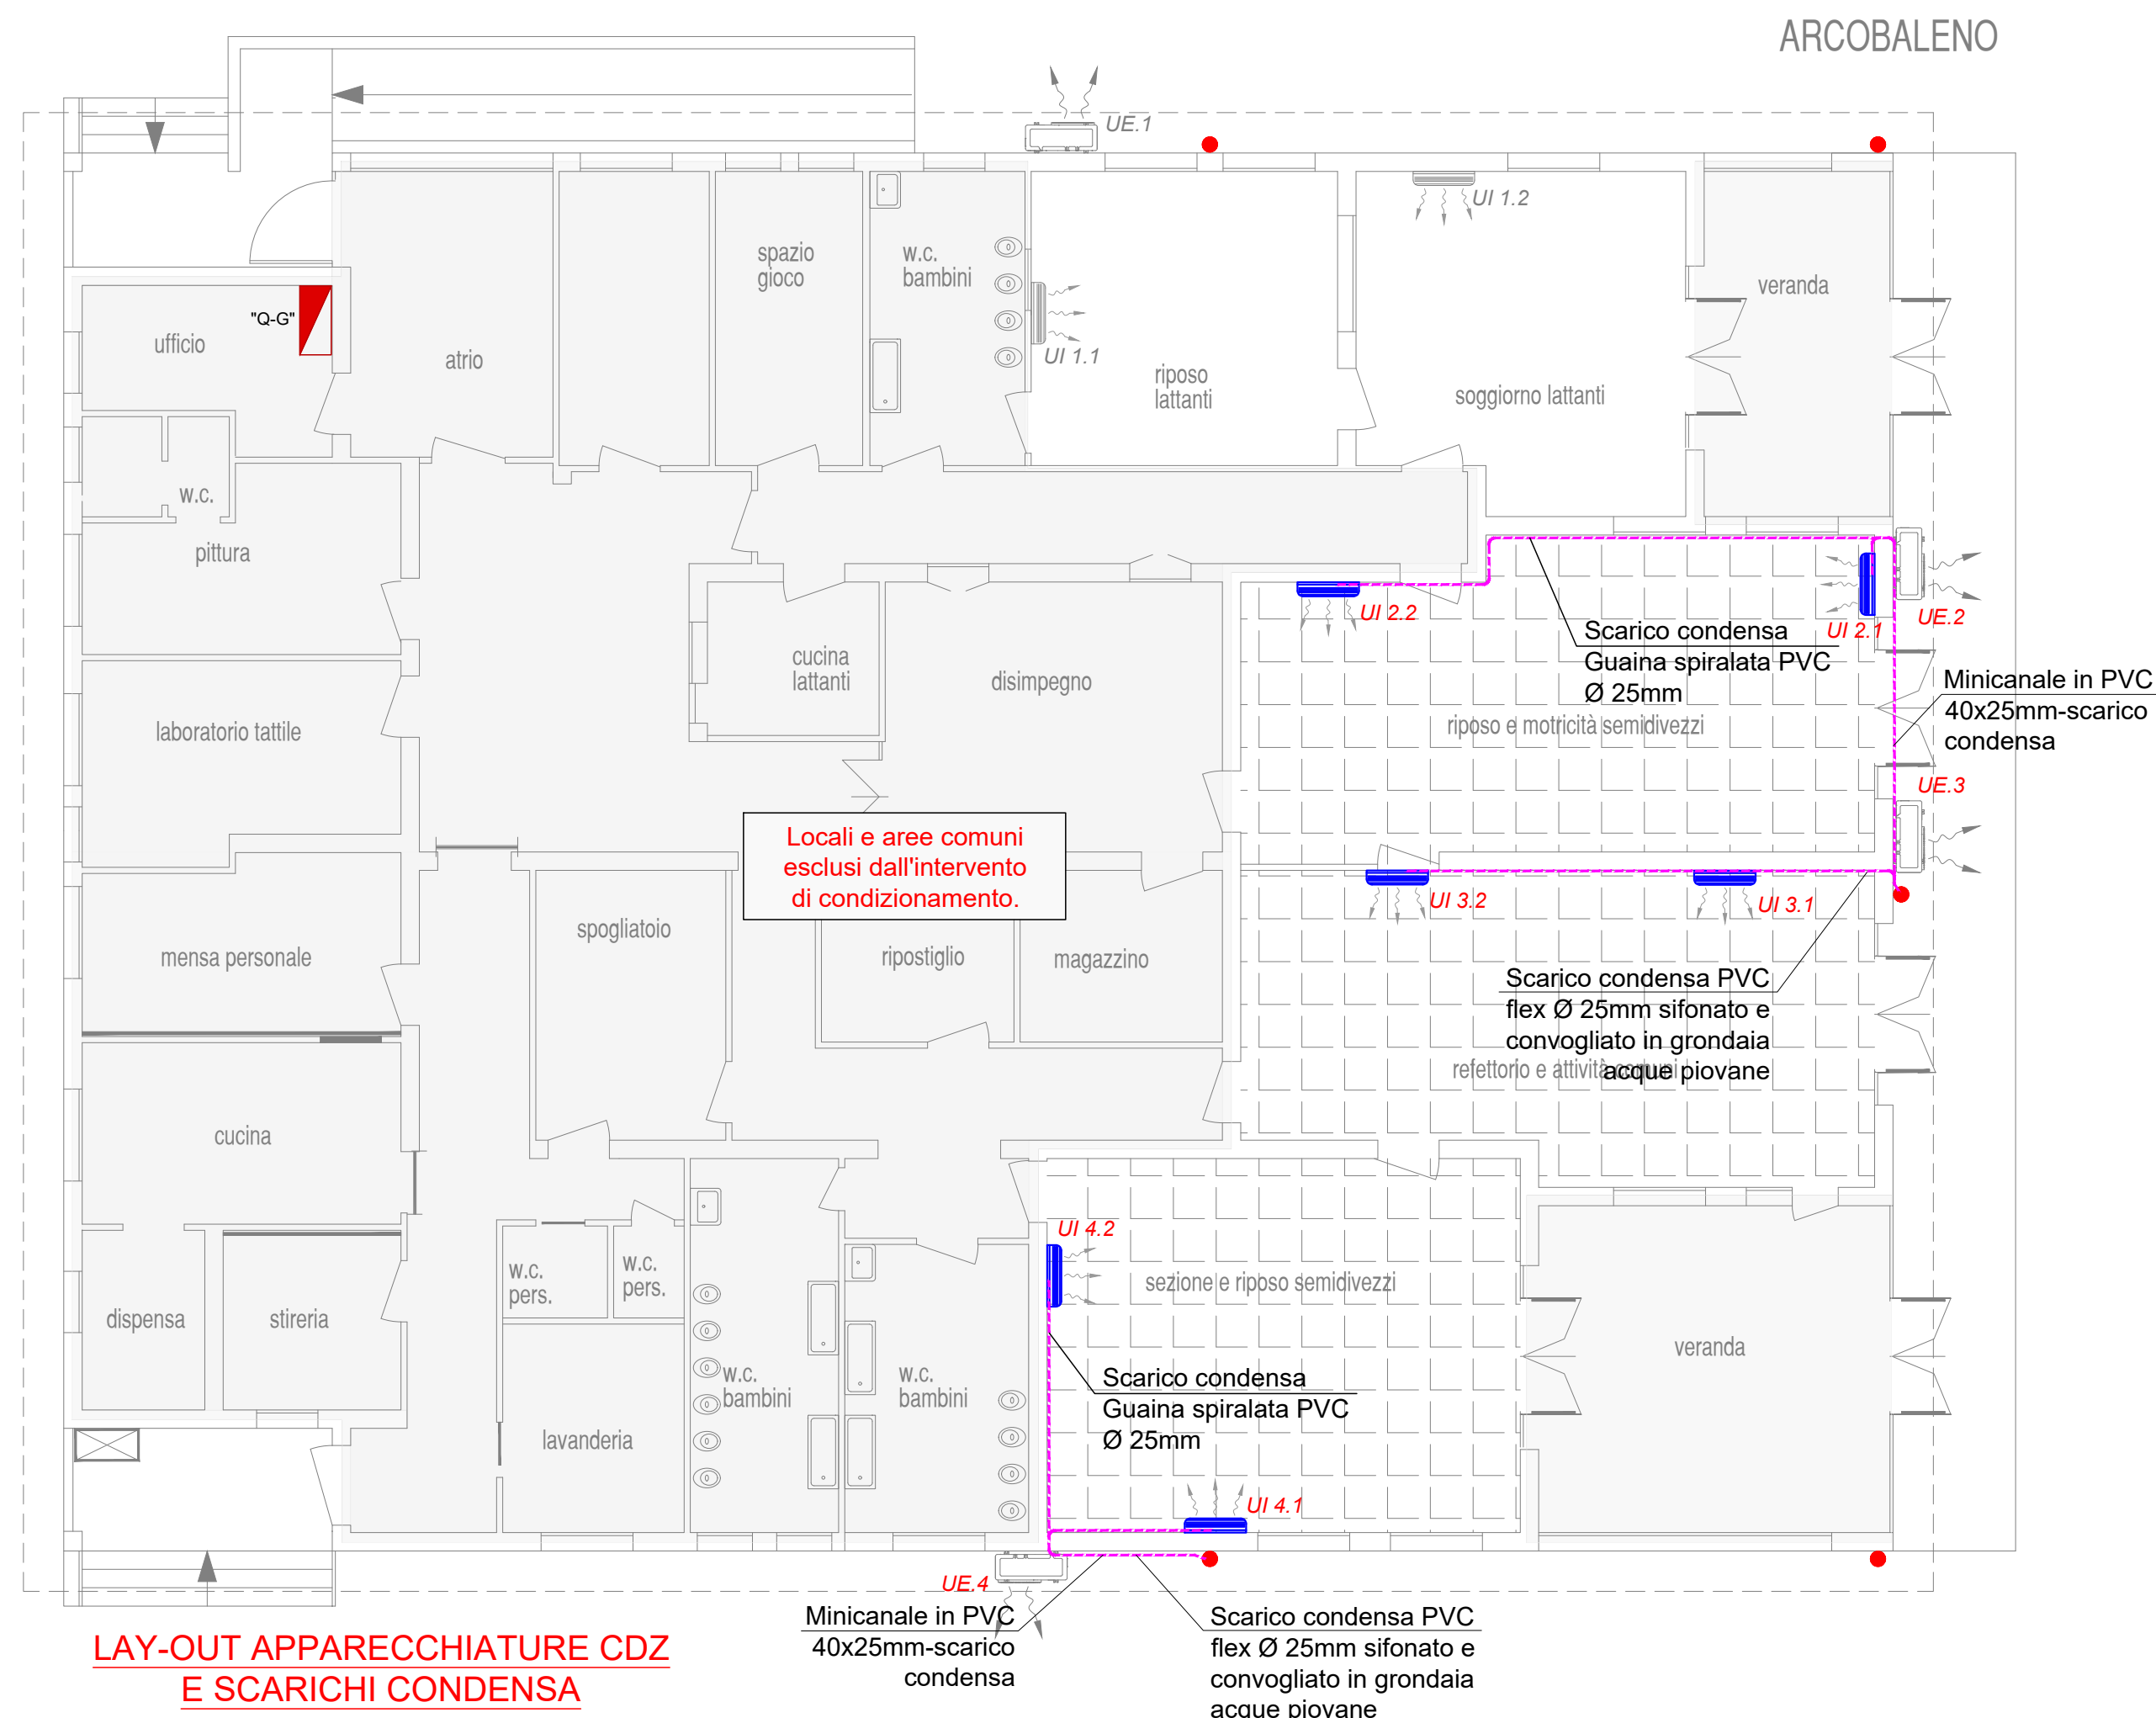 ARCOBALENO
UE.1
UI 1.2
spazio
gioco
w.c.
bambini
veranda
"Q-G"
ufficio
atrio
UI 1.1
riposo
lattanti
soggiorno lattanti
w.c.
pittura
UI 2.2
UI 2.1
UE.2
Scarico condensa
Guaina spiralata PVC
Ø 25mm
cucina
lattanti
disimpegno
Minicanale in PVC
40x25mm-scarico
condensa
riposo e motricità semidivezzi
laboratorio tattile
UE.3
Locali e aree comuni
esclusi dall'intervento
di condizionamento.
UI 3.2
UI 3.1
spogliatoio
mensa personale
ripostiglio
magazzino
Scarico condensa PVC
flex Ø 25mm sifonato e
convogliato in grondaia
acque piovane
refettorio e attività comuni
cucina
UI 4.2
w.c.
pers.
w.c.
pers.
sezione e riposo semidivezzi
dispensa
stireria
veranda
w.c.
bambini
w.c.
bambini
Scarico condensa
Guaina spiralata PVC
Ø 25mm
lavanderia
UI 4.1
UE.4
Minicanale in PVC
40x25mm-scarico
condensa
Scarico condensa PVC
flex Ø 25mm sifonato e
convogliato in grondaia
acque piovane
LAY-OUT APPARECCHIATURE CDZ
E SCARICHI CONDENSA